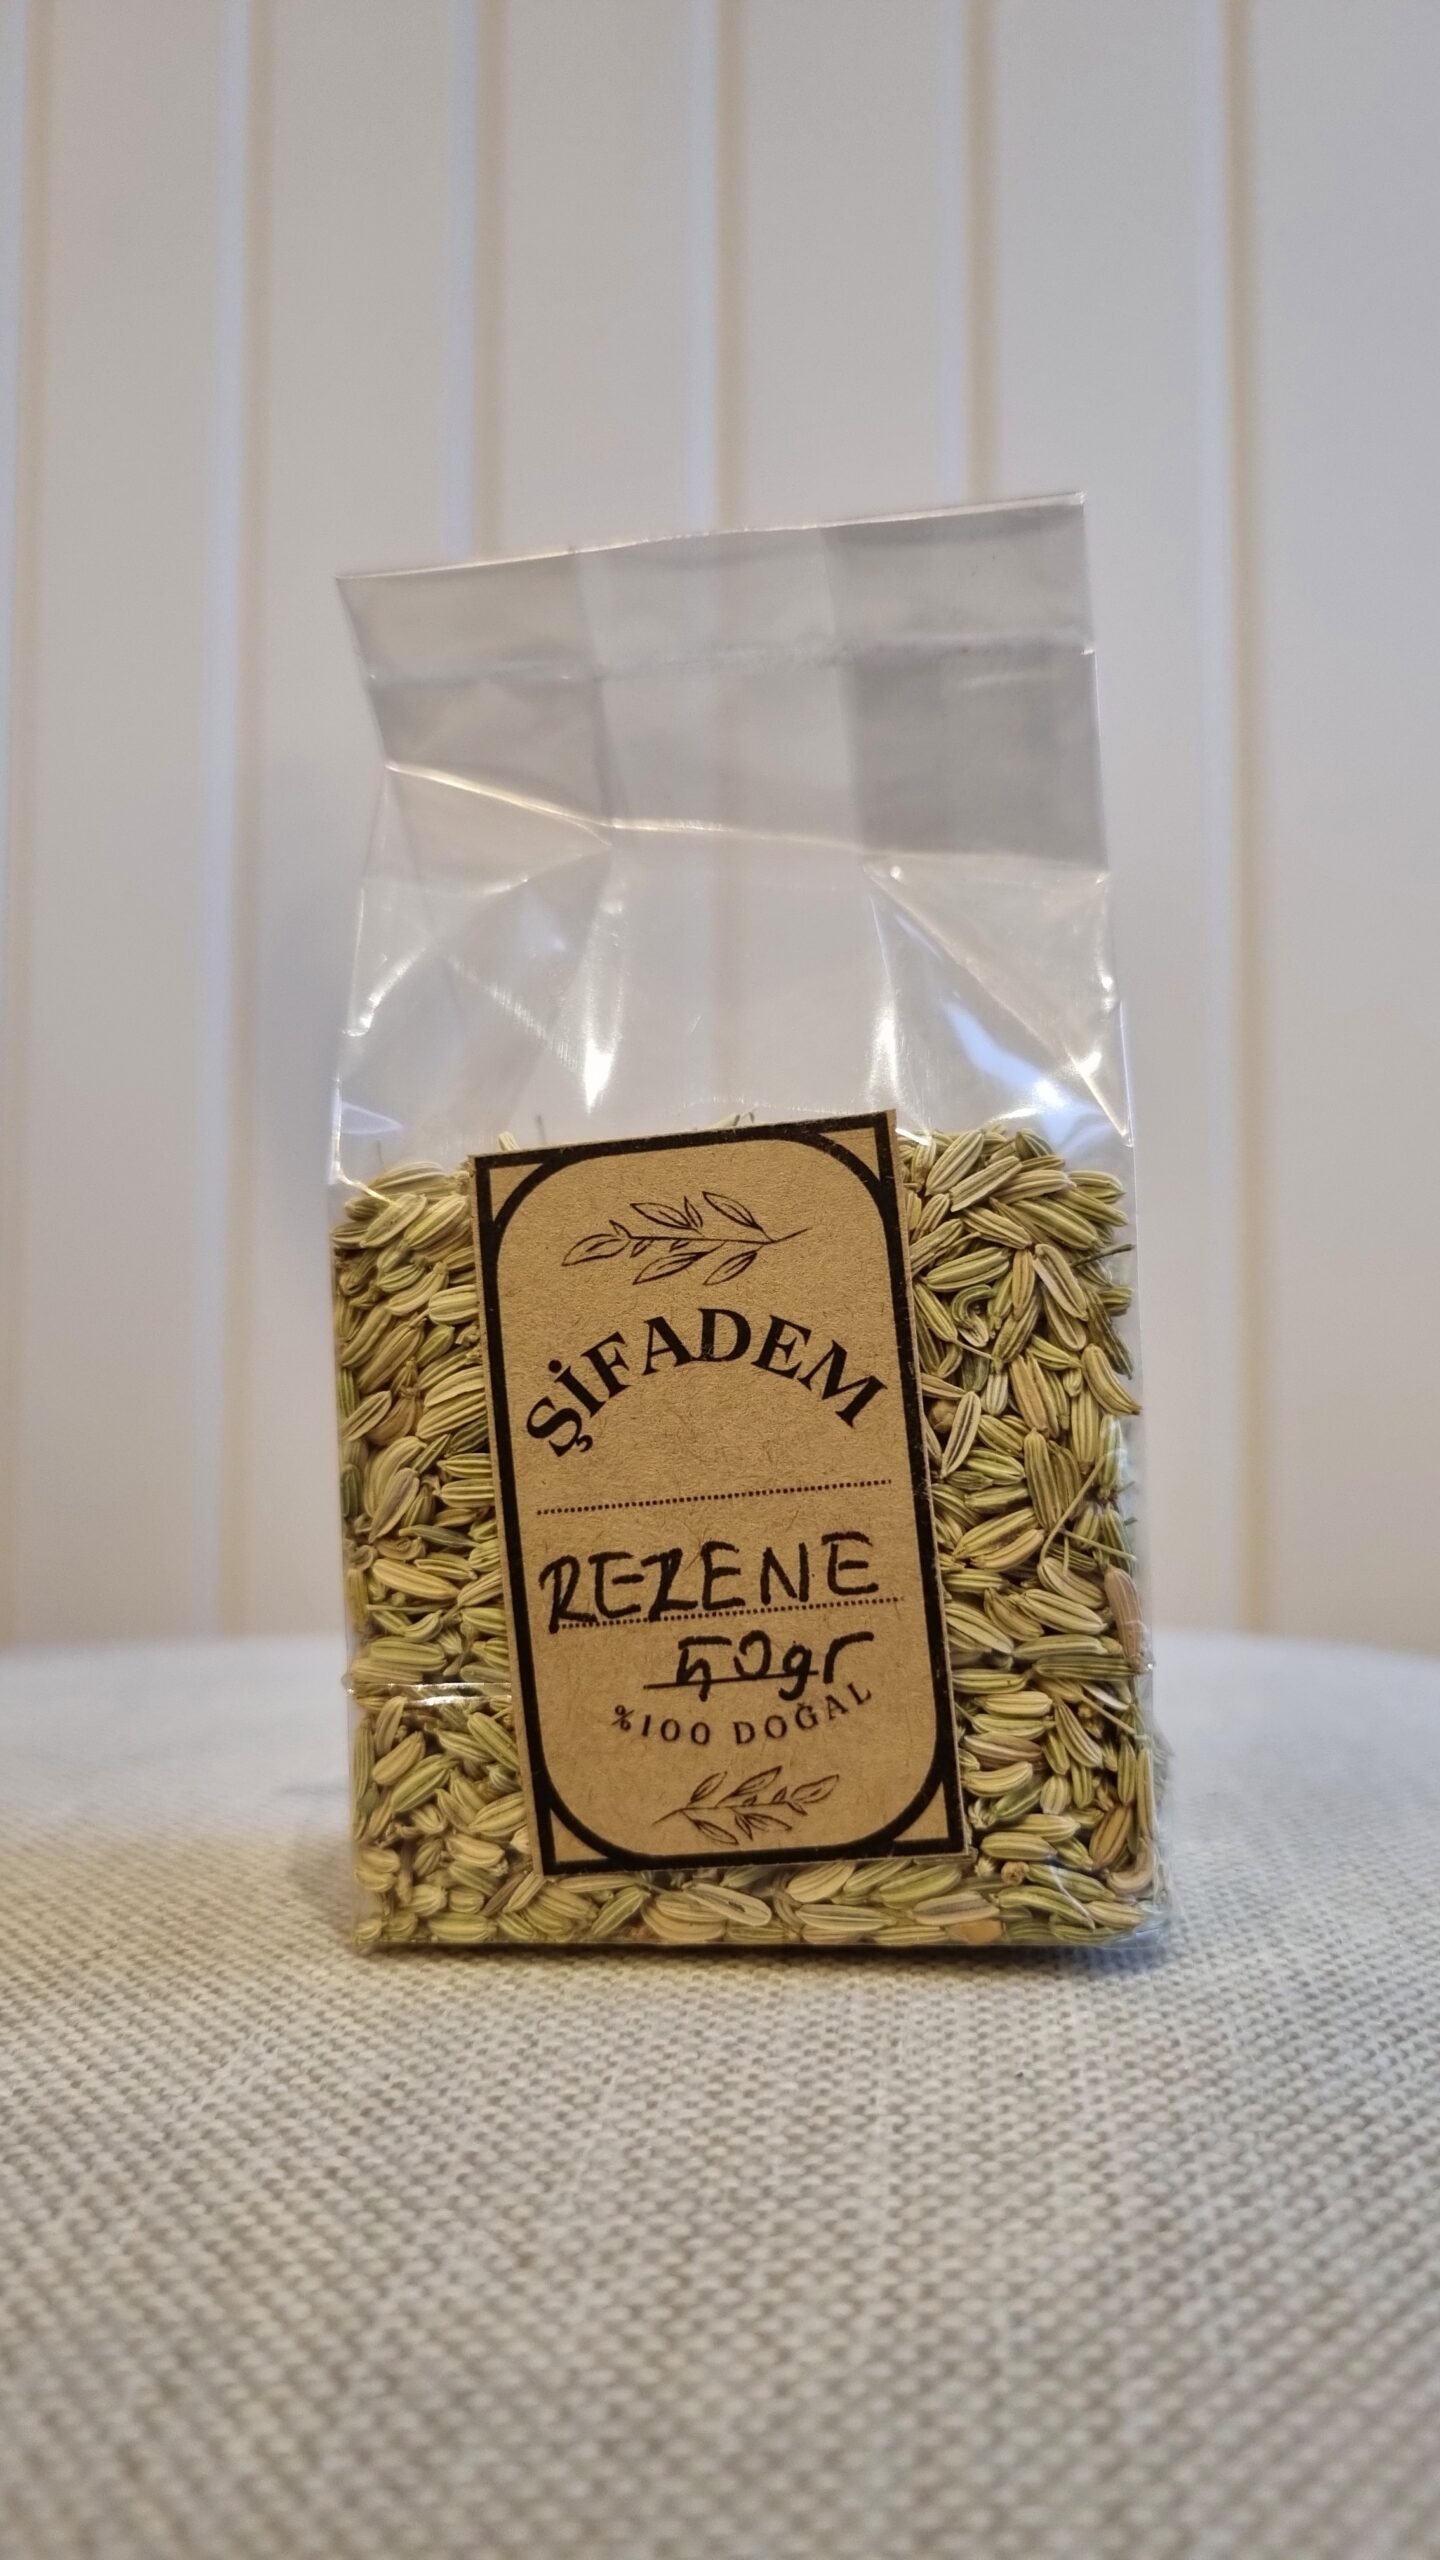 ŞİFADEM
REZENE
50gr
%100 DOĞAL